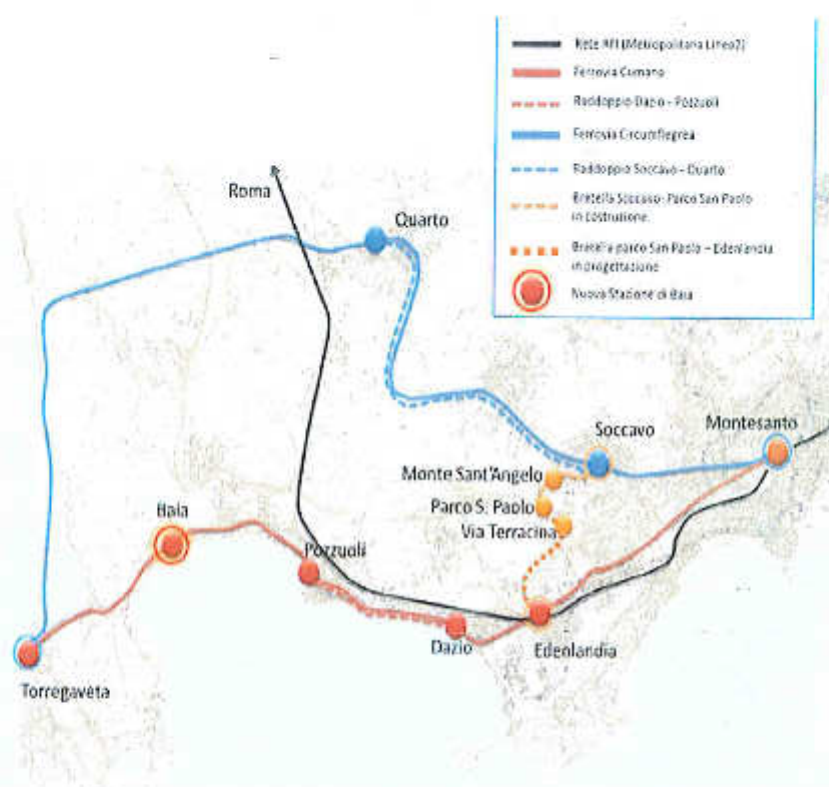 Rete RFI (Metropolitana Linea2)
Ferrovia Cumana
Raddoppio Dazio - Pozzuoli
Ferrovia Circumflegrea
Raddoppio Soccavo - Quarto
Bretella Soccavo- Parco San Paolo
in costruzione
Bretella parco San Paolo - Edenlandia
in progettazione
Nuova Stazione di Baia
Roma
Quarto
Soccavo
Montesanto
Monte Sant'Angelo
Parco S. Paolo
Via Terracina
Baia
Pozzuoli
Dazio
Edenlandia
Torregaveta